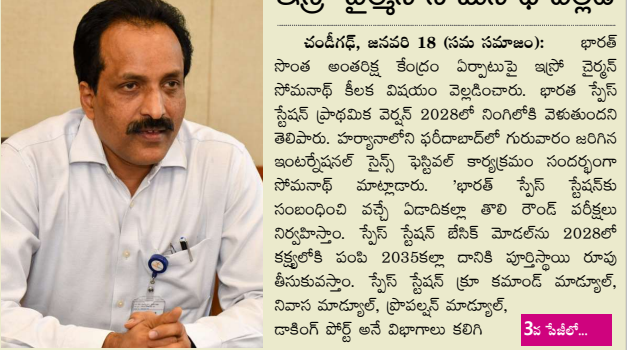 చండీగఢ్, జనవరి 18 (సమ సమాజం): భారత్
సొంత అంతరిక్ష కేంద్రం ఏర్పాటుపై ఇస్రో చైర్మన్
సోమనాథ్ కీలక విషయం వెల్లడించారు. భారత స్పేస్
స్టేషన్ ప్రాథమిక వెర్షన్ 2028లో నింగిలోకి వెళుతుందని
తెలిపారు. హర్యానాలోని ఫరీదాబాద్‌లో గురువారం జరిగిన
ఇంటర్నేషనల్ సైన్స్ ఫెస్టివల్ కార్యక్రమం సందర్భంగా
సోమనాథ్ మాట్లాడారు. 'భారత్ స్పేస్ స్టేషన్‌కు
సంబంధించి వచ్చే ఏడాదికల్లా తొలి రౌండ్ పరీక్షలు
నిర్వహిస్తాం. స్పేస్ స్టేషన్ బేసిక్ మోడల్‌ను 2028లో
కక్ష్యలోకి పంపి 2035కల్లా దానికి పూర్తిస్థాయి రూపు
తీసుకువస్తాం. స్పేస్ స్టేషన్ క్రూ కమాండ్ మాడ్యూల్,
నివాస మాడ్యూల్, ప్రొపల్షన్ మాడ్యూల్,
డాకింగ్ పోర్ట్ అనే విభాగాలు కలిగి
3వ పేజీలో...